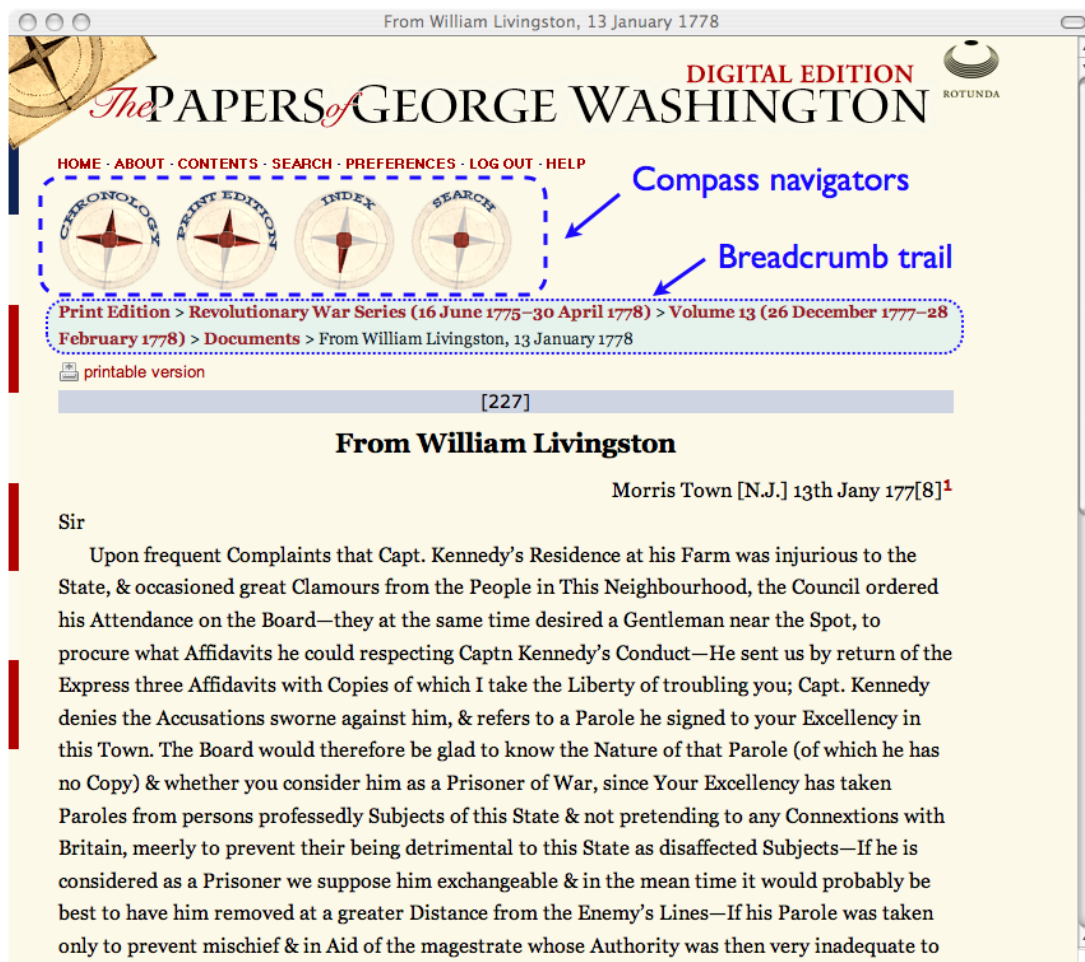 From William Livingston, 13 January 1778
DIGITAL EDITION
The PAPERS of GEORGE WASHINGTON
ROTUNDA
HOME · ABOUT · CONTENTS · SEARCH · PREFERENCES · LOG OUT · HELP
Compass navigators
CHRONOLOGY
PRINT EDITION
INDEX
SEARCH
Breadcrumb trail
Print Edition > Revolutionary War Series (16 June 1775–30 April 1778) > Volume 13 (26 December 1777–28
February 1778) > Documents > From William Livingston, 13 January 1778
printable version
[227]
From William Livingston
Morris Town [N.J.] 13th Jany 177[8]1
Sir
Upon frequent Complaints that Capt. Kennedy's Residence at his Farm was injurious to the
State, & occasioned great Clamours from the People in This Neighbourhood, the Council ordered
his Attendance on the Board—they at the same time desired a Gentleman near the Spot, to
procure what Affidavits he could respecting Captn Kennedy's Conduct—He sent us by return of the
Express three Affidavits with Copies of which I take the Liberty of troubling you; Capt. Kennedy
denies the Accusations sworne against him, & refers to a Parole he signed to your Excellency in
this Town. The Board would therefore be glad to know the Nature of that Parole (of which he has
no Copy) & whether you consider him as a Prisoner of War, since Your Excellency has taken
Paroles from persons professedly Subjects of this State & not pretending to any Connextions with
Britain, meerly to prevent their being detrimental to this State as disaffected Subjects—If he is
considered as a Prisoner we suppose him exchangeable & in the mean time it would probably be
best to have him removed at a greater Distance from the Enemy's Lines—If his Parole was taken
only to prevent mischief & in Aid of the magestrate whose Authority was then very inadequate to